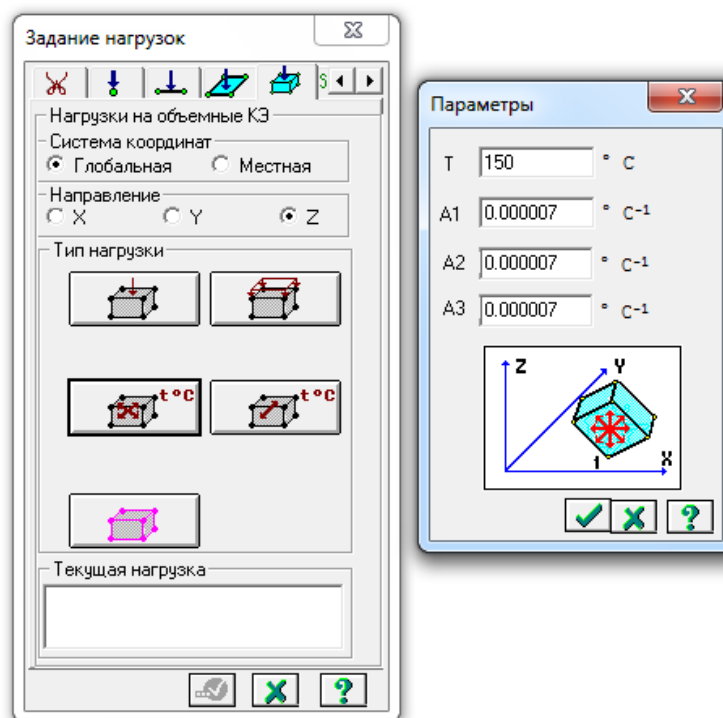 Задание нагрузок
S
Нагрузки на объемные КЭ
Система координат
Глобальная Местная
Направление
X Y Z
Тип нагрузки
t°C t°C
Текущая нагрузка
Параметры
T 150 ° C
A1 0.000007 ° C-1
A2 0.000007 ° C-1
A3 0.000007 ° C-1
Z Y
1 X